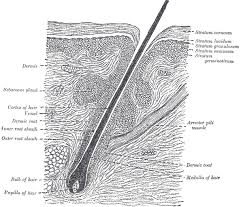 Stratum corneum
Stratum lucidum
Stratum granulosum
Stratum mucosum
Stratum
germinativum
Dermis
Sebaceous gland
Cortex of hair
Vessel
Dermic coat
Inner root sheath
Outer root sheath
Bulb of hair
Papilla of hair
Arrector pili
muscle
Dermic coat
Medulla of hair